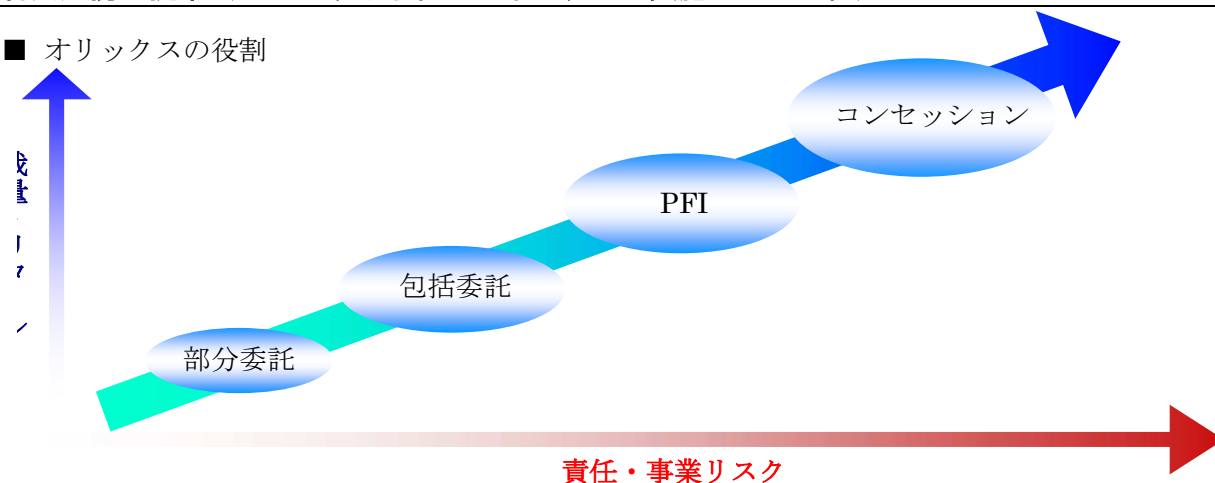 ■ オリックスの役割
コンセッション
PFI
包括委託
部分委託
責任・事業リスク